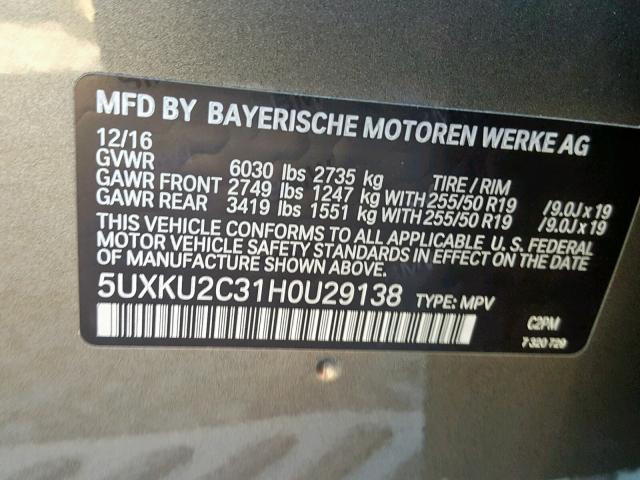 MFD BY BAYERISCHE MOTOREN WERKE AG
12/16
GVWR 6030 lbs 2735 kg TIRE / RIM
GAWR FRONT 2749 lbs 1247 kg WITH 255/50 R19 /9.0J x 19
GAWR REAR 3419 lbs 1551 kg WITH 255/50 R19 /9.0J x 19
THIS VEHICLE CONFORMS TO ALL APPLICABLE U.S. FEDERAL
MOTOR VEHICLE SAFETY STANDARDS IN EFFECT ON THE DATE
OF MANUFACTURE SHOWN ABOVE.
5UXKU2C31H0U29138 TYPE: MPV
C2PM
7 320 729